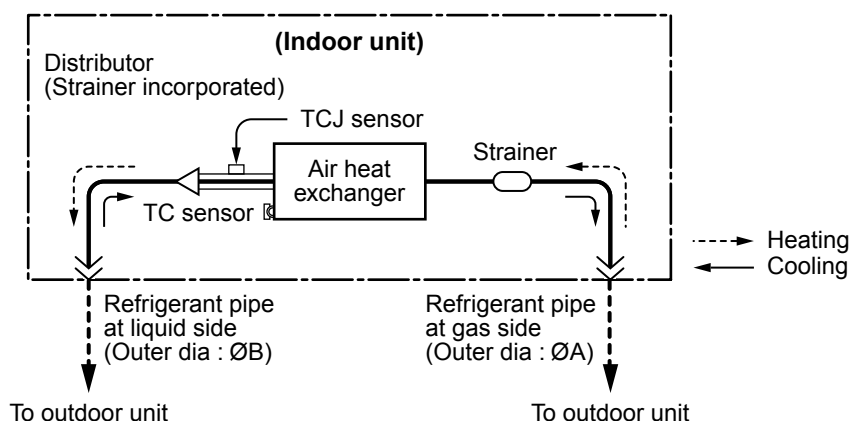 (Indoor unit)
Distributor
(Strainer incorporated)
TCJ sensor
Air heat
exchanger
Strainer
TC sensor
Heating
Cooling
Refrigerant pipe
at liquid side
(Outer dia : ØB)
Refrigerant pipe
at gas side
(Outer dia : ØA)
To outdoor unit
To outdoor unit